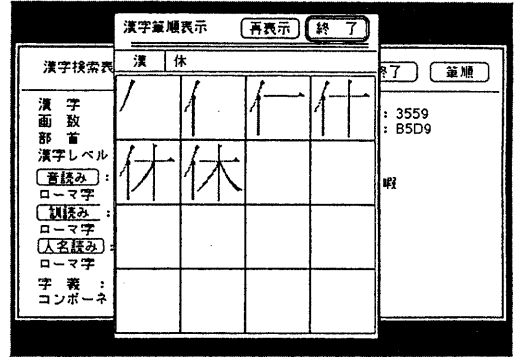 漢字筆順表示 再表示 終 了
漢 休
漢字検索表 終了 筆順
漢 字
画 数
部 首
漢字レベル
音読み :
ローマ字
訓読み :
ローマ字
人名読み :
ローマ字
字 義 :
コンポーネ
: 3559
: B5D9
暇